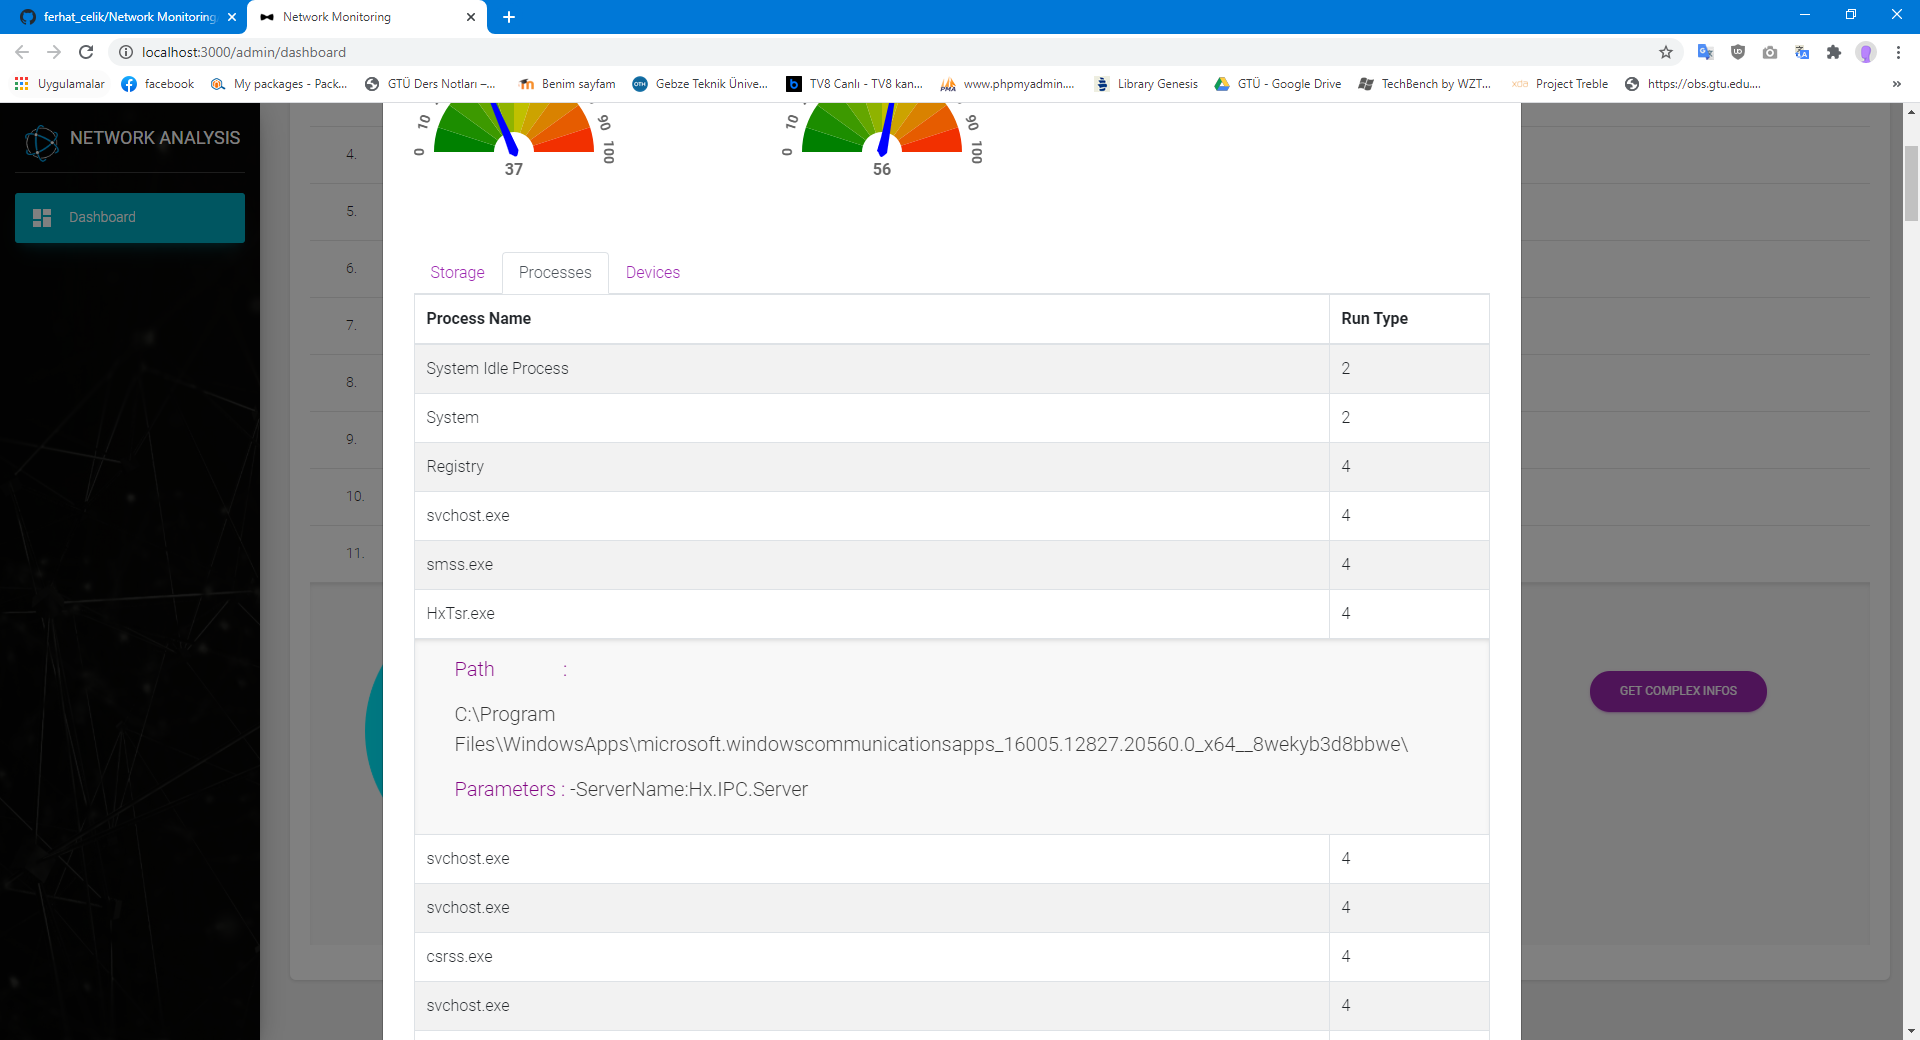 ferhat_celik/Network Monitoring
Network Monitoring
localhost:3000/admin/dashboard
Uygulamalar
facebook
My packages - Pack...
GTÜ Ders Notları –...
Benim sayfam
Gebze Teknik Ünive...
TV8 Canlı - TV8 kan...
www.phpmyadmin....
Library Genesis
GTÜ - Google Drive
TechBench by WZT...
Project Treble
https://obs.gtu.edu....
»
NETWORK ANALYSIS
Dashboard
4.
5.
6.
7.
8.
9.
10.
11.
0
10
90
100
37
0
10
90
100
56
Storage
Processes
Devices
Process Name Run Type
System Idle Process 2
System 2
Registry 4
svchost.exe 4
smss.exe 4
HxTsr.exe 4
Path :
C:\Program
Files\WindowsApps\microsoft.windowscommunicationsapps_16005.12827.20560.0_x64__8wekyb3d8bbwe\
Parameters : -ServerName:Hx.IPC.Server
svchost.exe 4
svchost.exe 4
csrss.exe 4
svchost.exe 4
GET COMPLEX INFOS